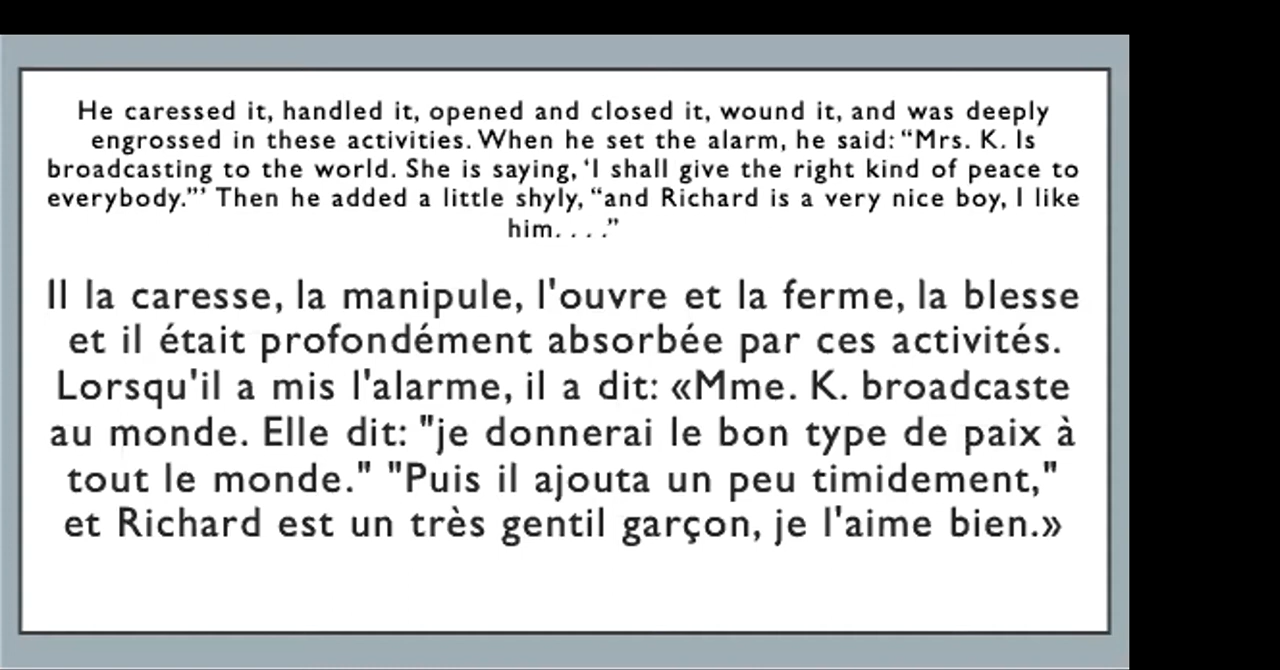 He caressed it, handled it, opened and closed it, wound it, and was deeply
engrossed in these activities. When he set the alarm, he said: “Mrs. K. Is
broadcasting to the world. She is saying, ‘I shall give the right kind of peace to
everybody.”’ Then he added a little shyly, “and Richard is a very nice boy, I like
him. . . .”
Il la caresse, la manipule, l'ouvre et la ferme, la blesse
et il était profondément absorbée par ces activités.
Lorsqu'il a mis l'alarme, il a dit: «Mme. K. broadcaste
au monde. Elle dit: "je donnerai le bon type de paix à
tout le monde." "Puis il ajouta un peu timidement,"
et Richard est un très gentil garçon, je l'aime bien.»